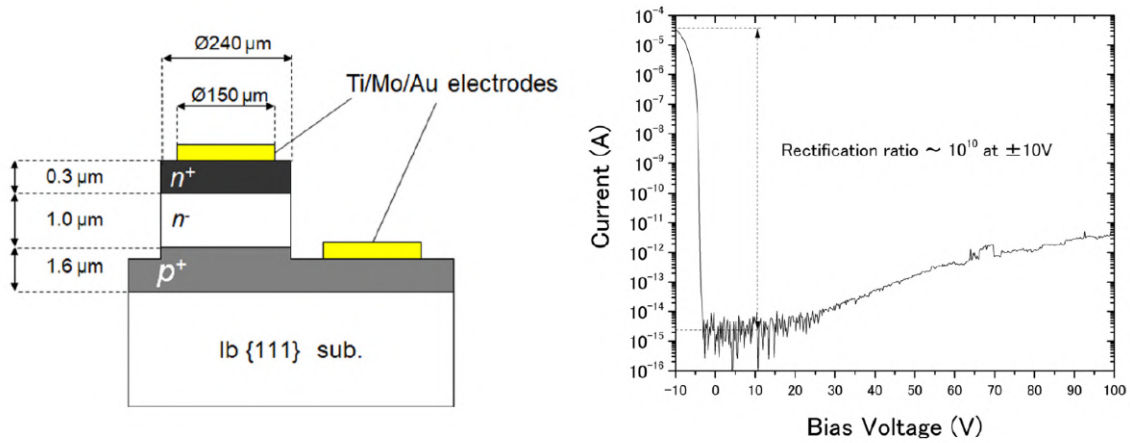 Ø240 µm
Ø150 µm
Ti/Mo/Au electrodes
0.3 µm
n⁺
1.0 µm
n⁻
1.6 µm
p⁺
Ib {111} sub.
Current (A)
10⁻⁴
10⁻⁵
10⁻⁶
10⁻⁷
10⁻⁸
10⁻⁹
10⁻¹⁰
10⁻¹¹
10⁻¹²
10⁻¹³
10⁻¹⁴
10⁻¹⁵
10⁻¹⁶
Rectification ratio ~ 10¹⁰ at ±10V
-10 0 10 20 30 40 50 60 70 80 90 100
Bias Voltage (V)